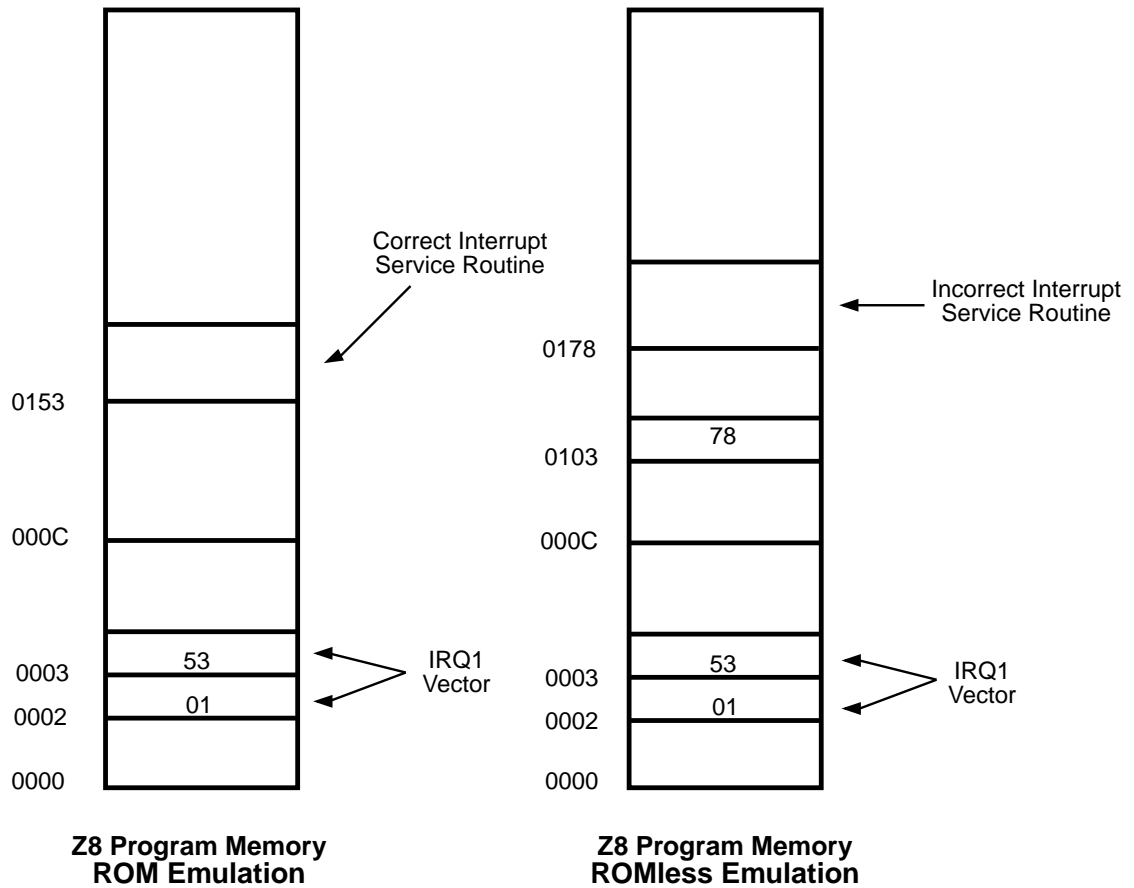 Correct Interrupt
Service Routine
0153
000C
53
0003
01
0002
0000
IRQ1
Vector
Z8 Program Memory
ROM Emulation
Incorrect Interrupt
Service Routine
0178
78
0103
000C
53
0003
01
0002
0000
IRQ1
Vector
Z8 Program Memory
ROMless Emulation